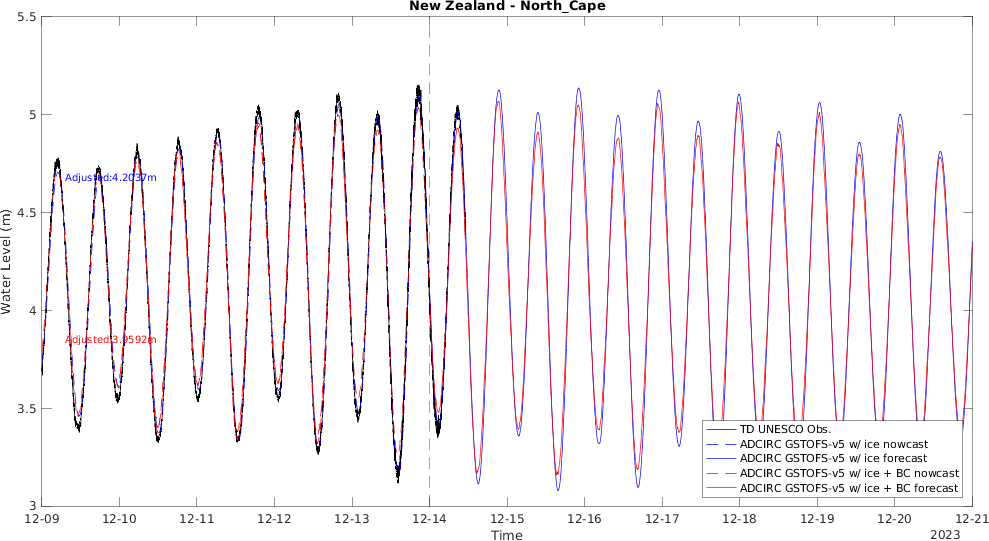 New Zealand - North_Cape
5.5
5
4.5
4
3.5
3
Water Level (m)
Adjusted:4.2037m
Adjusted:3.9592m
TD UNESCO Obs.
ADCIRC GSTOFS-v5 w/ ice nowcast
ADCIRC GSTOFS-v5 w/ ice forecast
ADCIRC GSTOFS-v5 w/ ice + BC nowcast
ADCIRC GSTOFS-v5 w/ ice + BC forecast
12-09 12-10 12-11 12-12 12-13 12-14 12-15 12-16 12-17 12-18 12-19 12-20 12-21
Time
2023